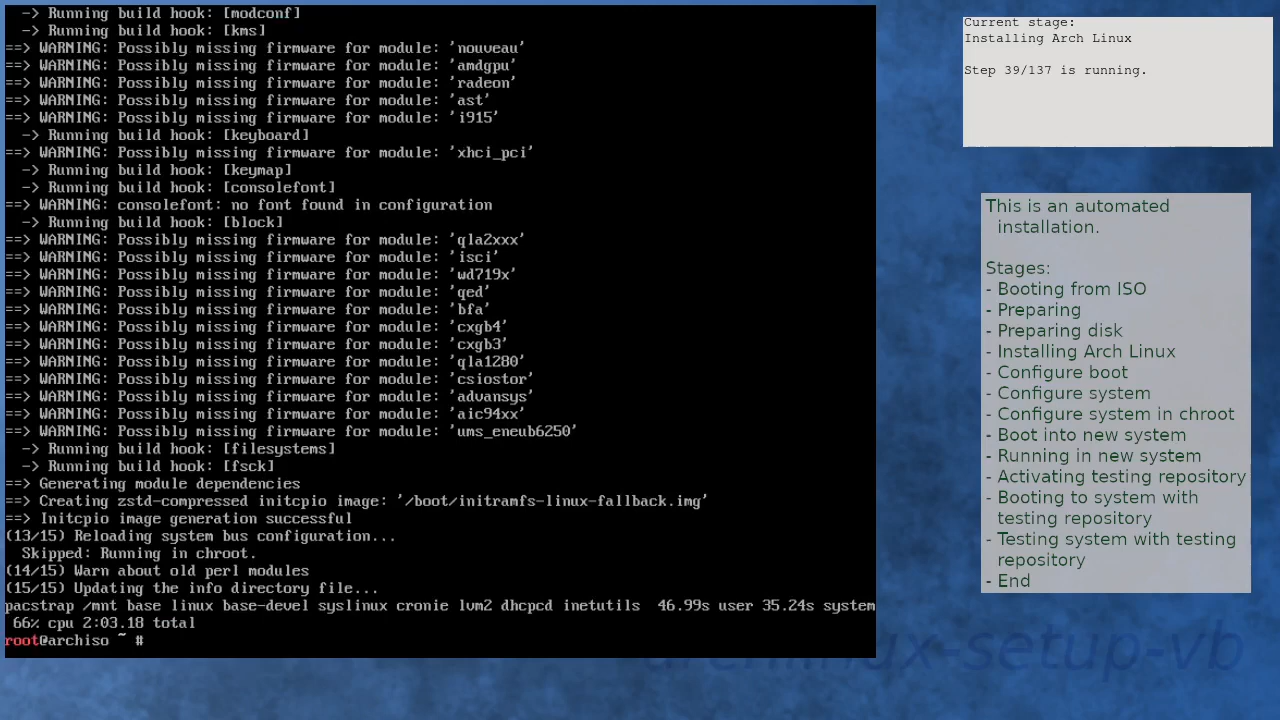 -> Running build hook: [modconf]
  -> Running build hook: [kms]
==> WARNING: Possibly missing firmware for module: 'nouveau'
==> WARNING: Possibly missing firmware for module: 'amdgpu'
==> WARNING: Possibly missing firmware for module: 'radeon'
==> WARNING: Possibly missing firmware for module: 'ast'
==> WARNING: Possibly missing firmware for module: 'i915'
  -> Running build hook: [keyboard]
==> WARNING: Possibly missing firmware for module: 'xhci_pci'
  -> Running build hook: [keymap]
  -> Running build hook: [consolefont]
==> WARNING: consolefont: no font found in configuration
  -> Running build hook: [block]
==> WARNING: Possibly missing firmware for module: 'qla2xxx'
==> WARNING: Possibly missing firmware for module: 'isci'
==> WARNING: Possibly missing firmware for module: 'wd719x'
==> WARNING: Possibly missing firmware for module: 'qed'
==> WARNING: Possibly missing firmware for module: 'bfa'
==> WARNING: Possibly missing firmware for module: 'cxgb4'
==> WARNING: Possibly missing firmware for module: 'cxgb3'
==> WARNING: Possibly missing firmware for module: 'qla1280'
==> WARNING: Possibly missing firmware for module: 'csiostor'
==> WARNING: Possibly missing firmware for module: 'advansys'
==> WARNING: Possibly missing firmware for module: 'aic94xx'
==> WARNING: Possibly missing firmware for module: 'ums_eneub6250'
  -> Running build hook: [filesystems]
  -> Running build hook: [fsck]
==> Generating module dependencies
==> Creating zstd-compressed initcpio image: '/boot/initramfs-linux-fallback.img'
==> Initcpio image generation successful
(13/15) Reloading system bus configuration...
  Skipped: Running in chroot.
(14/15) Warn about old perl modules
(15/15) Updating the info directory file...
pacstrap /mnt base linux base-devel syslinux cronie lvm2 dhcpcd inetutils  46.99s user 35.24s system
 66% cpu 2:03.18 total
root@archiso ~ #
Current stage:
Installing Arch Linux
Step 39/137 is running.
This is an automated
installation.
Stages:
- Booting from ISO
- Preparing
- Preparing disk
- Installing Arch Linux
- Configure boot
- Configure system
- Configure system in chroot
- Boot into new system
- Running in new system
- Activating testing repository
- Booting to system with
testing repository
- Testing system with testing
repository
- End
-setup-vb